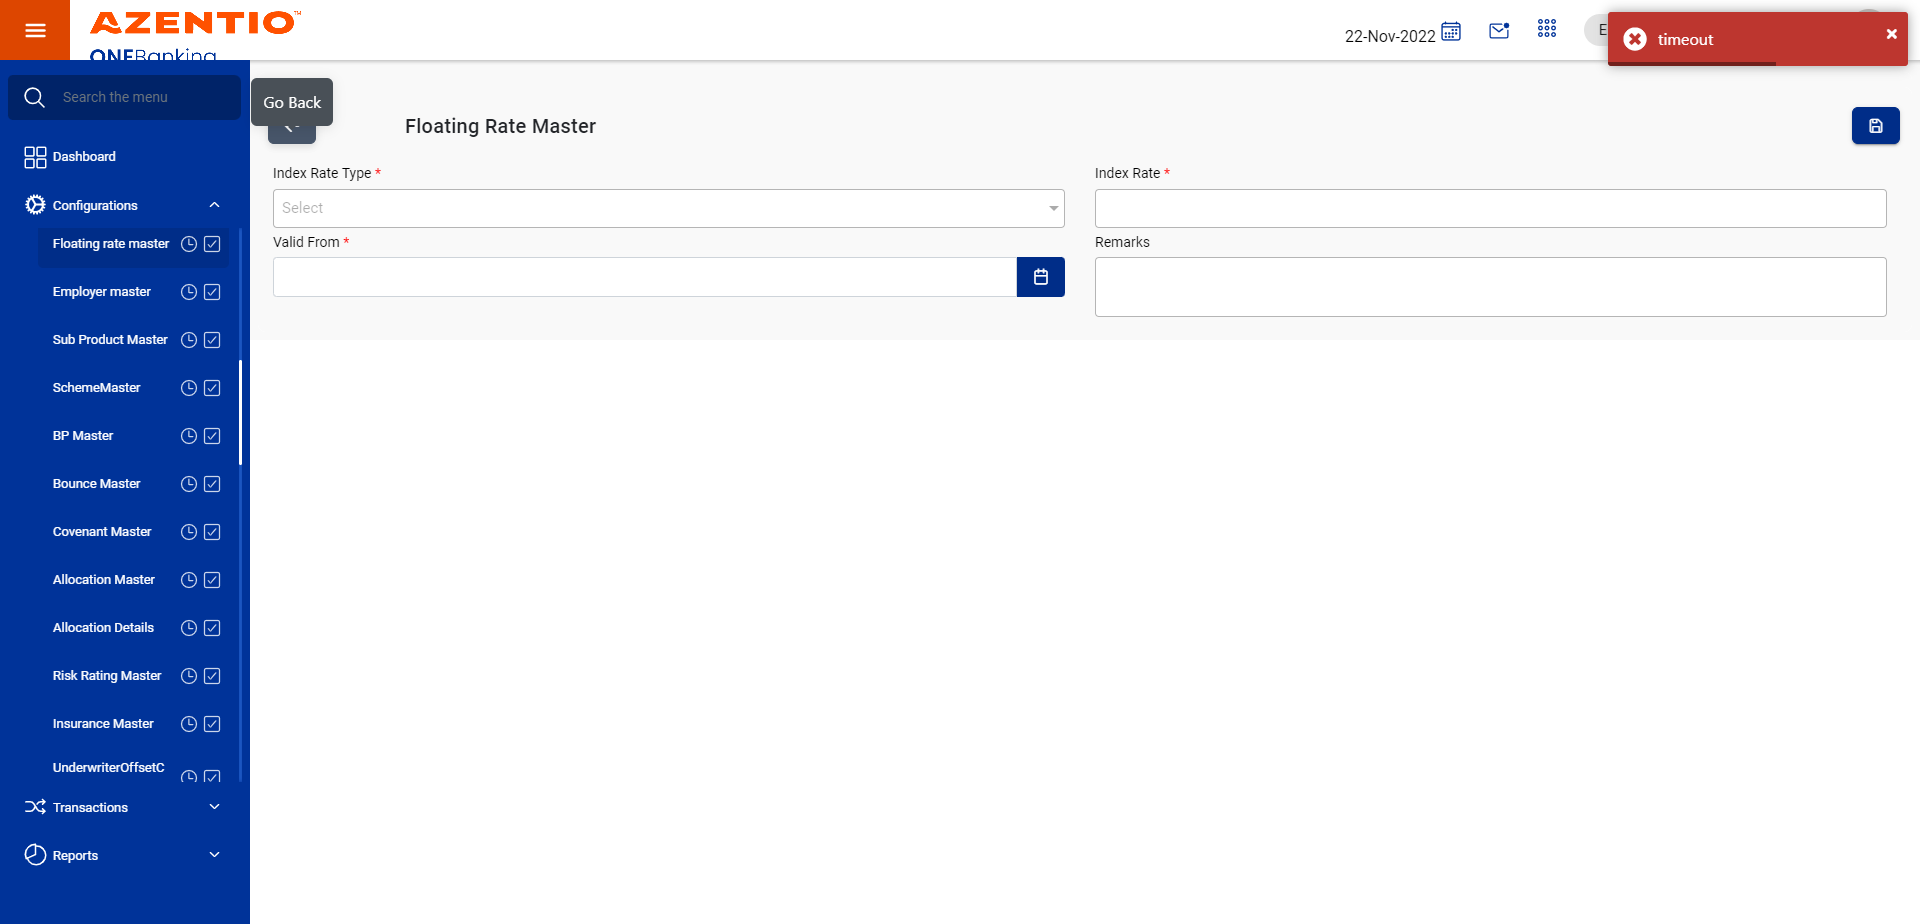 AZENTIO™
ONEBanking
22-Nov-2022
E
timeout
Search the menu
Go Back
Floating Rate Master
Dashboard
Configurations
Floating rate master
Employer master
Sub Product Master
SchemeMaster
BP Master
Bounce Master
Covenant Master
Allocation Master
Allocation Details
Risk Rating Master
Insurance Master
UnderwriterOffsetC
Transactions
Reports
Index Rate Type *
Select
Index Rate *
Valid From *
Remarks